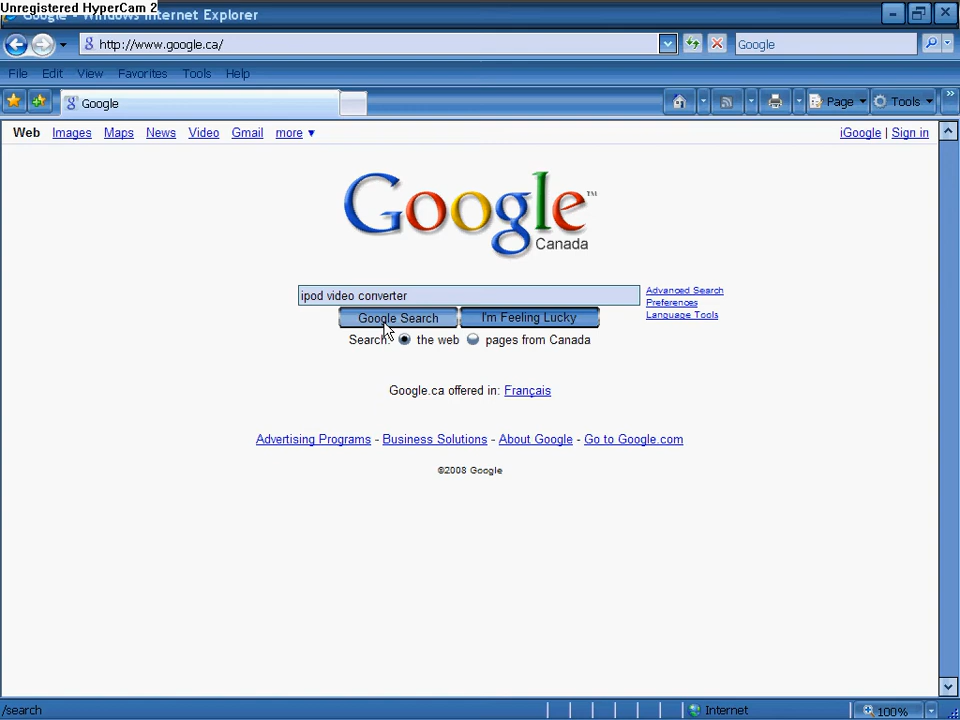 Unregistered HyperCam 2
Google - Windows Internet Explorer
http://www.google.ca/
Google
File Edit View Favorites Tools Help
Google
Page Tools
Web Images Maps News Video Gmail more ▼
iGoogle | Sign in
Google™
Canada
ipod video converter
Advanced Search
Preferences
Language Tools
Google Search I'm Feeling Lucky
Search: the web pages from Canada
Google.ca offered in: Français
Advertising Programs - Business Solutions - About Google - Go to Google.com
©2008 Google
/search
Internet
100%